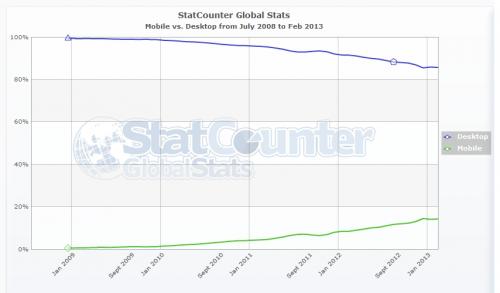 StatCounter Global Stats
Mobile vs. Desktop from July 2008 to Feb 2013
100%
80%
60%
40%
20%
0%
StatCounter
GlobalStats
Desktop
Mobile
Jan 2009
Sept 2009
Jan 2010
Sept 2010
Jan 2011
Sept 2011
Jan 2012
Sept 2012
Jan 2013